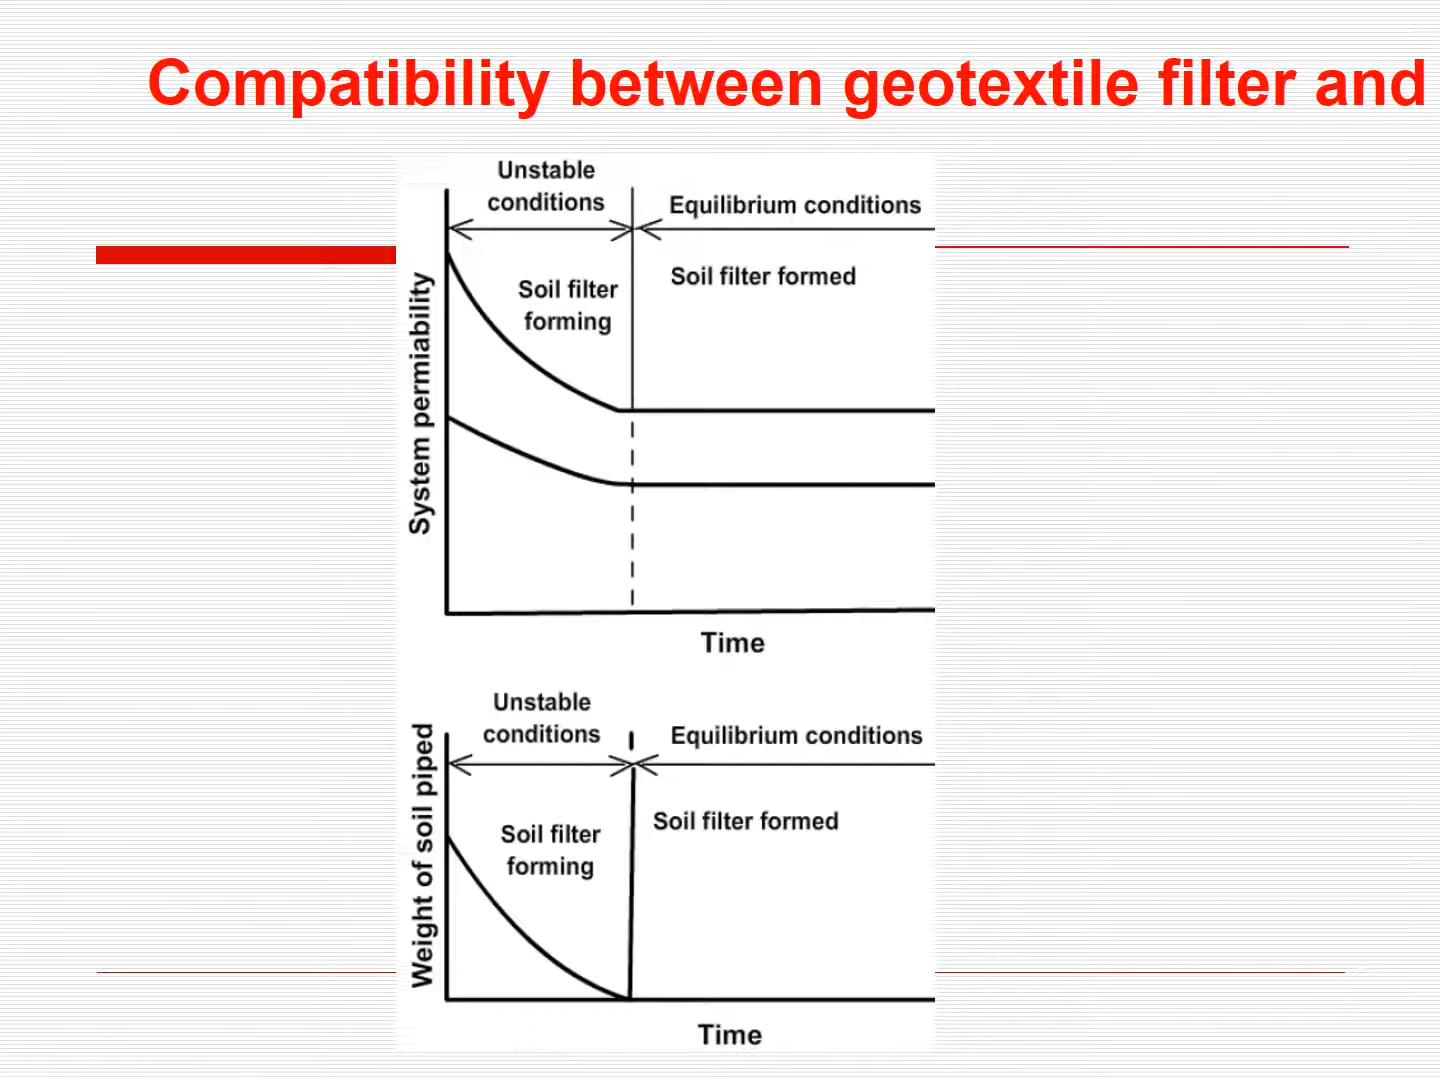 Compatibility between geotextile filter and
Unstable
conditions
Equilibrium conditions
Soil filter
forming
Soil filter formed
System permiability
Time
Unstable
conditions
Equilibrium conditions
Soil filter
forming
Soil filter formed
Weight of soil piped
Time